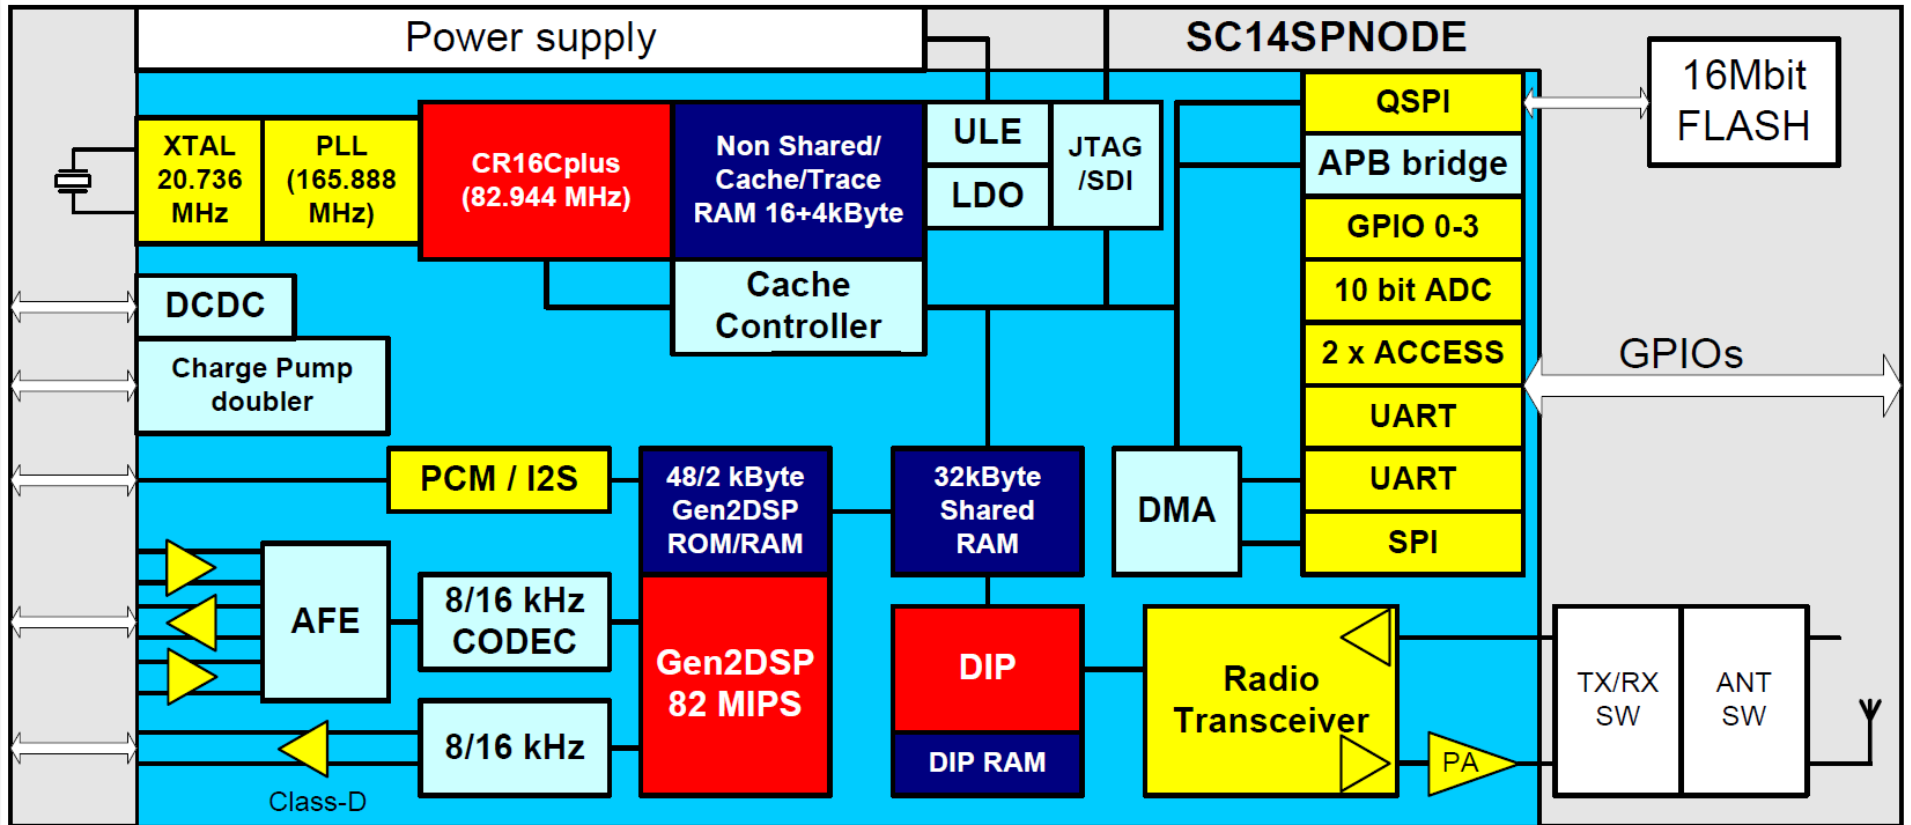 Power supply
SC14SPNODE
16Mbit
FLASH
XTAL
20.736
MHz
PLL
(165.888
MHz)
CR16Cplus
(82.944 MHz)
Non Shared/
Cache/Trace
RAM 16+4kByte
ULE
LDO
JTAG
/SDI
QSPI
APB bridge
GPIO 0-3
10 bit ADC
2 x ACCESS
UART
UART
SPI
GPIOs
DCDC
Charge Pump
doubler
Cache
Controller
PCM / I2S
48/2 kByte
Gen2DSP
ROM/RAM
32kByte
Shared
RAM
DMA
AFE
8/16 kHz
CODEC
Gen2DSP
82 MIPS
DIP
DIP RAM
Radio
Transceiver
PA
TX/RX
SW
ANT
SW
8/16 kHz
Class-D